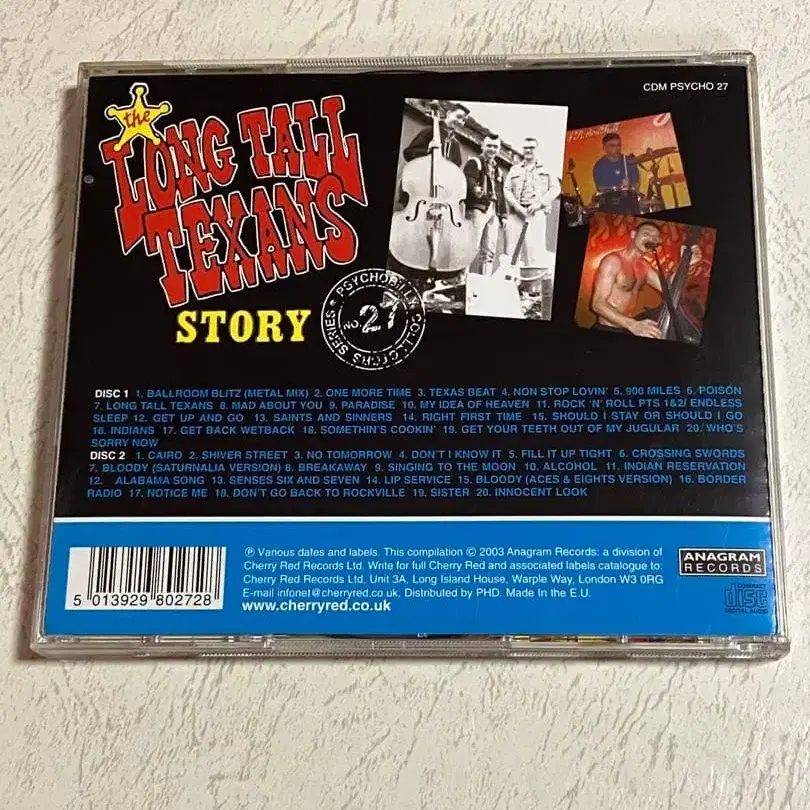 CDM PSYCHO 27
the
LONG TALL
TEXANS
STORY
PSYCHOBILLY COLLECTORS SERIES
NO. 27
DISC 1 1. BALLROOM BLITZ (METAL MIX) 2. ONE MORE TIME 3. TEXAS BEAT 4. NON STOP LOVIN' 5. 900 MILES 6. POISON
7. LONG TALL TEXANS 8. MAD ABOUT YOU 9. PARADISE 10. MY IDEA OF HEAVEN 11. ROCK 'N' ROLL PTS 1&2/ ENDLESS
SLEEP 12. GET UP AND GO 13. SAINTS AND SINNERS 14. RIGHT FIRST TIME 15. SHOULD I STAY OR SHOULD I GO
16. INDIANS 17. GET BACK WETBACK 18. SOMETHIN'S COOKIN' 19. GET YOUR TEETH OUT OF MY JUGULAR 20. WHO'S
SORRY NOW
DISC 2 1. CAIRO 2. SHIVER STREET 3. NO TOMORROW 4. DON'T I KNOW IT 5. FILL IT UP TIGHT 6. CROSSING SWORDS
7. BLOODY (SATURNALIA VERSION) 8. BREAKAWAY 9. SINGING TO THE MOON 10. ALCOHOL 11. INDIAN RESERVATION
12. ALABAMA SONG 13. SENSES SIX AND SEVEN 14. LIP SERVICE 15. BLOODY (ACES & EIGHTS VERSION) 16. BORDER
RADIO 17. NOTICE ME 18. DON'T GO BACK TO ROCKVILLE 19. SISTER 20. INNOCENT LOOK
5 013929 802728
℗ Various dates and labels. This compilation © 2003 Anagram Records: a division of
Cherry Red Records Ltd. Write for full Cherry Red and associated labels catalogue to:
Cherry Red Records Ltd, Unit 3A, Long Island House, Warple Way, London W3 0RG
E-mail infonet@cherryred.co.uk, Distributed by PHD. Made In the E.U.
www.cherryred.co.uk
ANAGRAM
RECORDS
COMPACT
disc
DIGITAL AUDIO